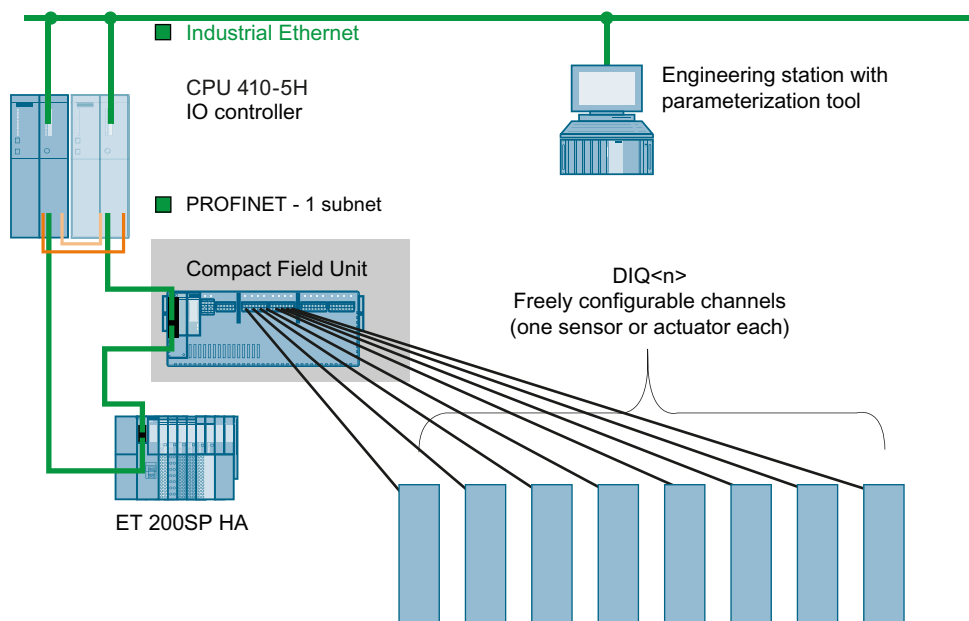 Industrial Ethernet
CPU 410-5H
IO controller
Engineering station with
parameterization tool
PROFINET - 1 subnet
Compact Field Unit
DIQ<n>
Freely configurable channels
(one sensor or actuator each)
ET 200SP HA